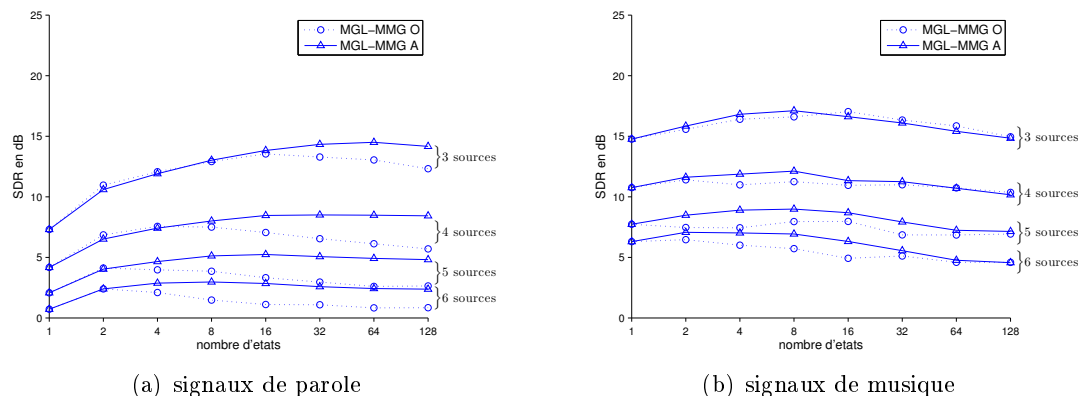 25
20
15
10
5
0
SDR en dB
MGL−MMG O
MGL−MMG A
3 sources
4 sources
5 sources
6 sources
1 2 4 8 16 32 64 128
nombre d'etats
(a) signaux de parole
25
20
15
10
5
0
SDR en dB
MGL−MMG O
MGL−MMG A
3 sources
4 sources
5 sources
6 sources
1 2 4 8 16 32 64 128
nombre d'etats
(b) signaux de musique